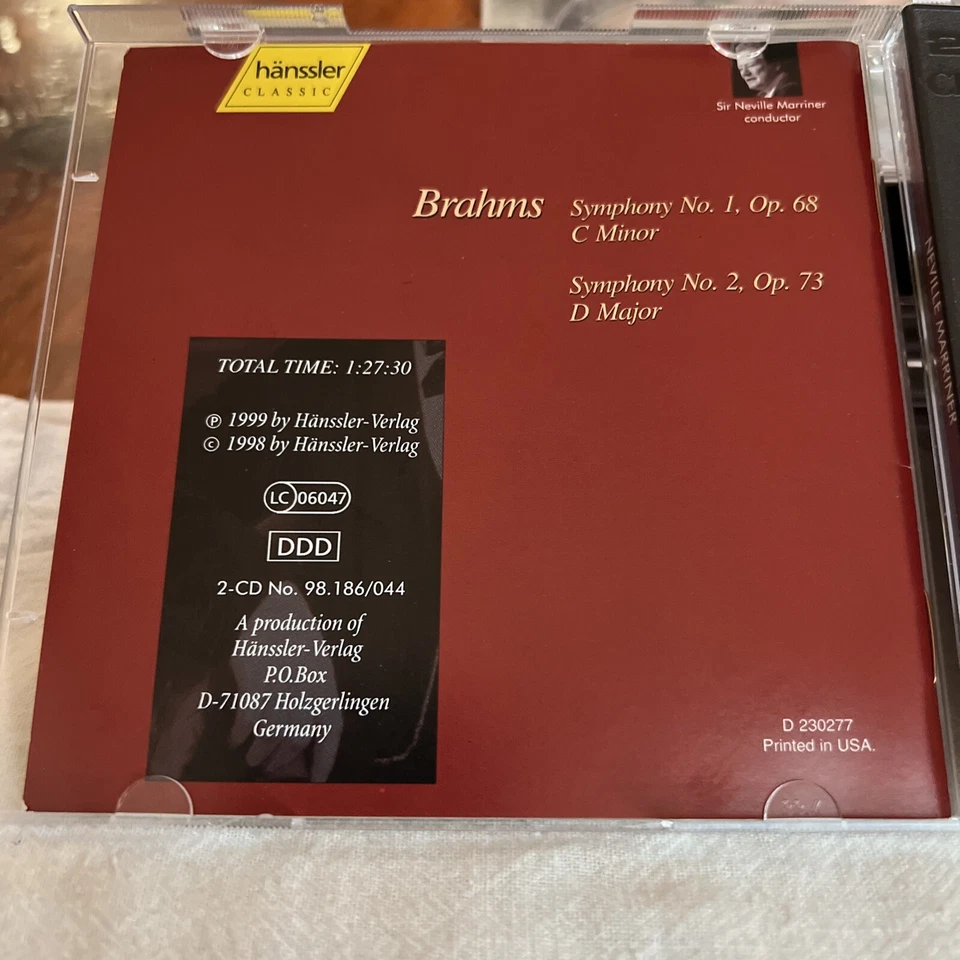 hänssler
CLASSIC
Sir Neville Marriner
conductor
Brahms
Symphony No. 1, Op. 68
C Minor
Symphony No. 2, Op. 73
D Major
TOTAL TIME: 1:27:30
Ⓟ 1999 by Hänssler-Verlag
© 1998 by Hänssler-Verlag
LC 06047
DDD
2-CD No. 98.186/044
A production of
Hänssler-Verlag
P.O.Box
D-71087 Holzgerlingen
Germany
D 230277
Printed in USA.
NEVILLE MARRINER